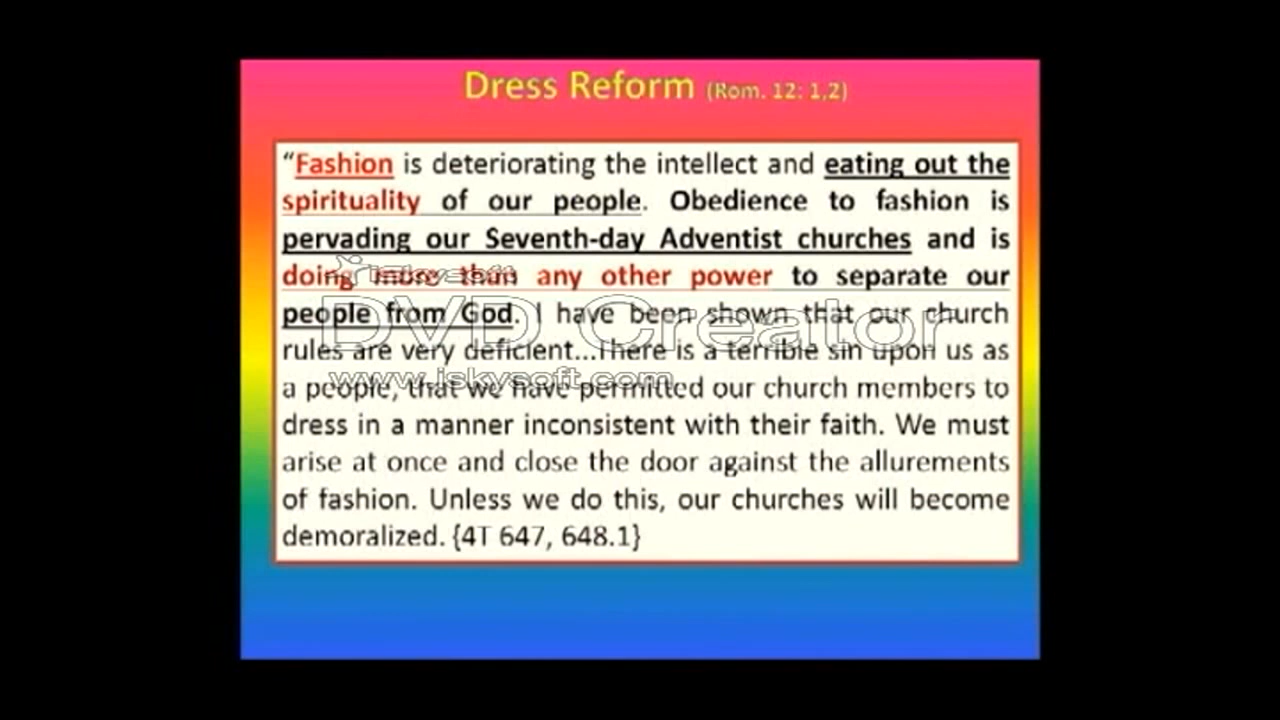 Dress Reform (Rom. 12: 1,2)
“Fashion is deteriorating the intellect and eating out the
spirituality of our people. Obedience to fashion is
pervading our Seventh-day Adventist churches and is
doing more than any other power to separate our
people from God. I have been shown that our church
rules are very deficient...There is a terrible sin upon us as
a people, that we have permitted our church members to
dress in a manner inconsistent with their faith. We must
arise at once and close the door against the allurements
of fashion. Unless we do this, our churches will become
demoralized. {4T 647, 648.1}
iskysoft
DVD Creator
www.iskysoft.com